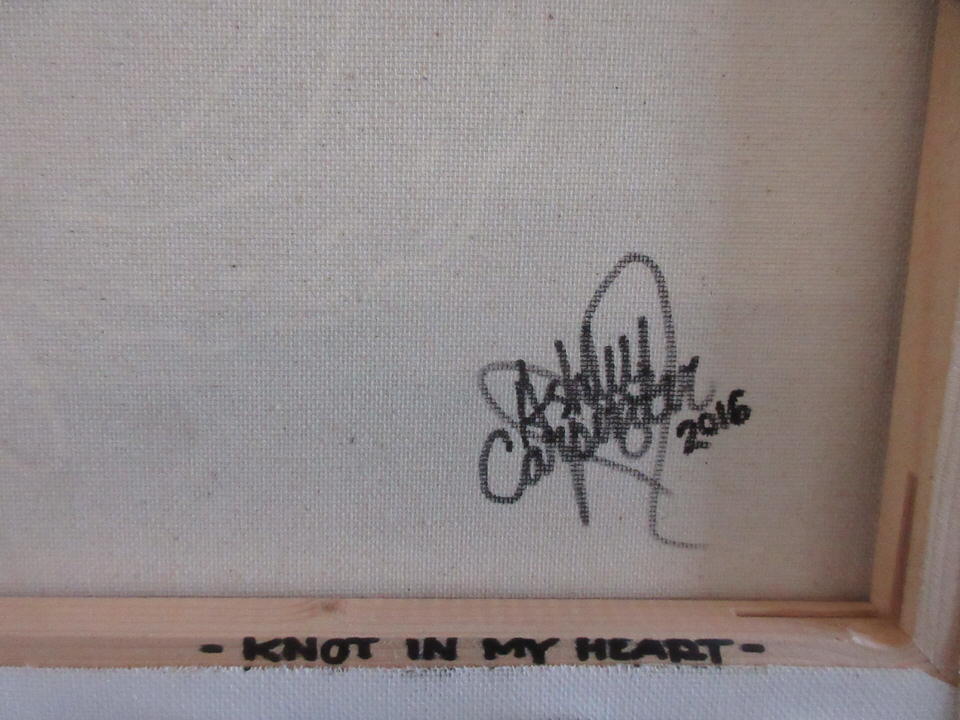 2016
- KNOT IN MY HEART -